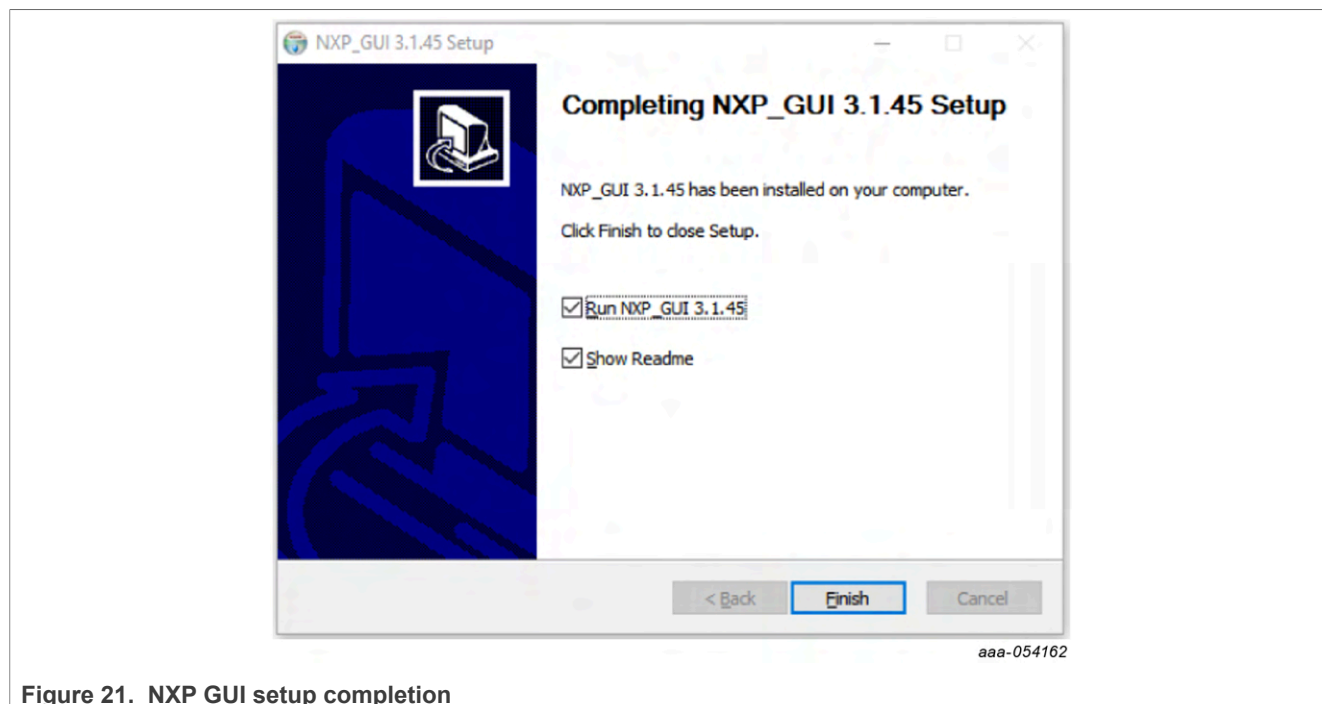 NXP_GUI 3.1.45 Setup
Completing NXP_GUI 3.1.45 Setup
NXP_GUI 3.1.45 has been installed on your computer.
Click Finish to close Setup.
Run NXP_GUI 3.1.45
Show Readme
< Back Finish Cancel
aaa-054162
Figure 21. NXP GUI setup completion